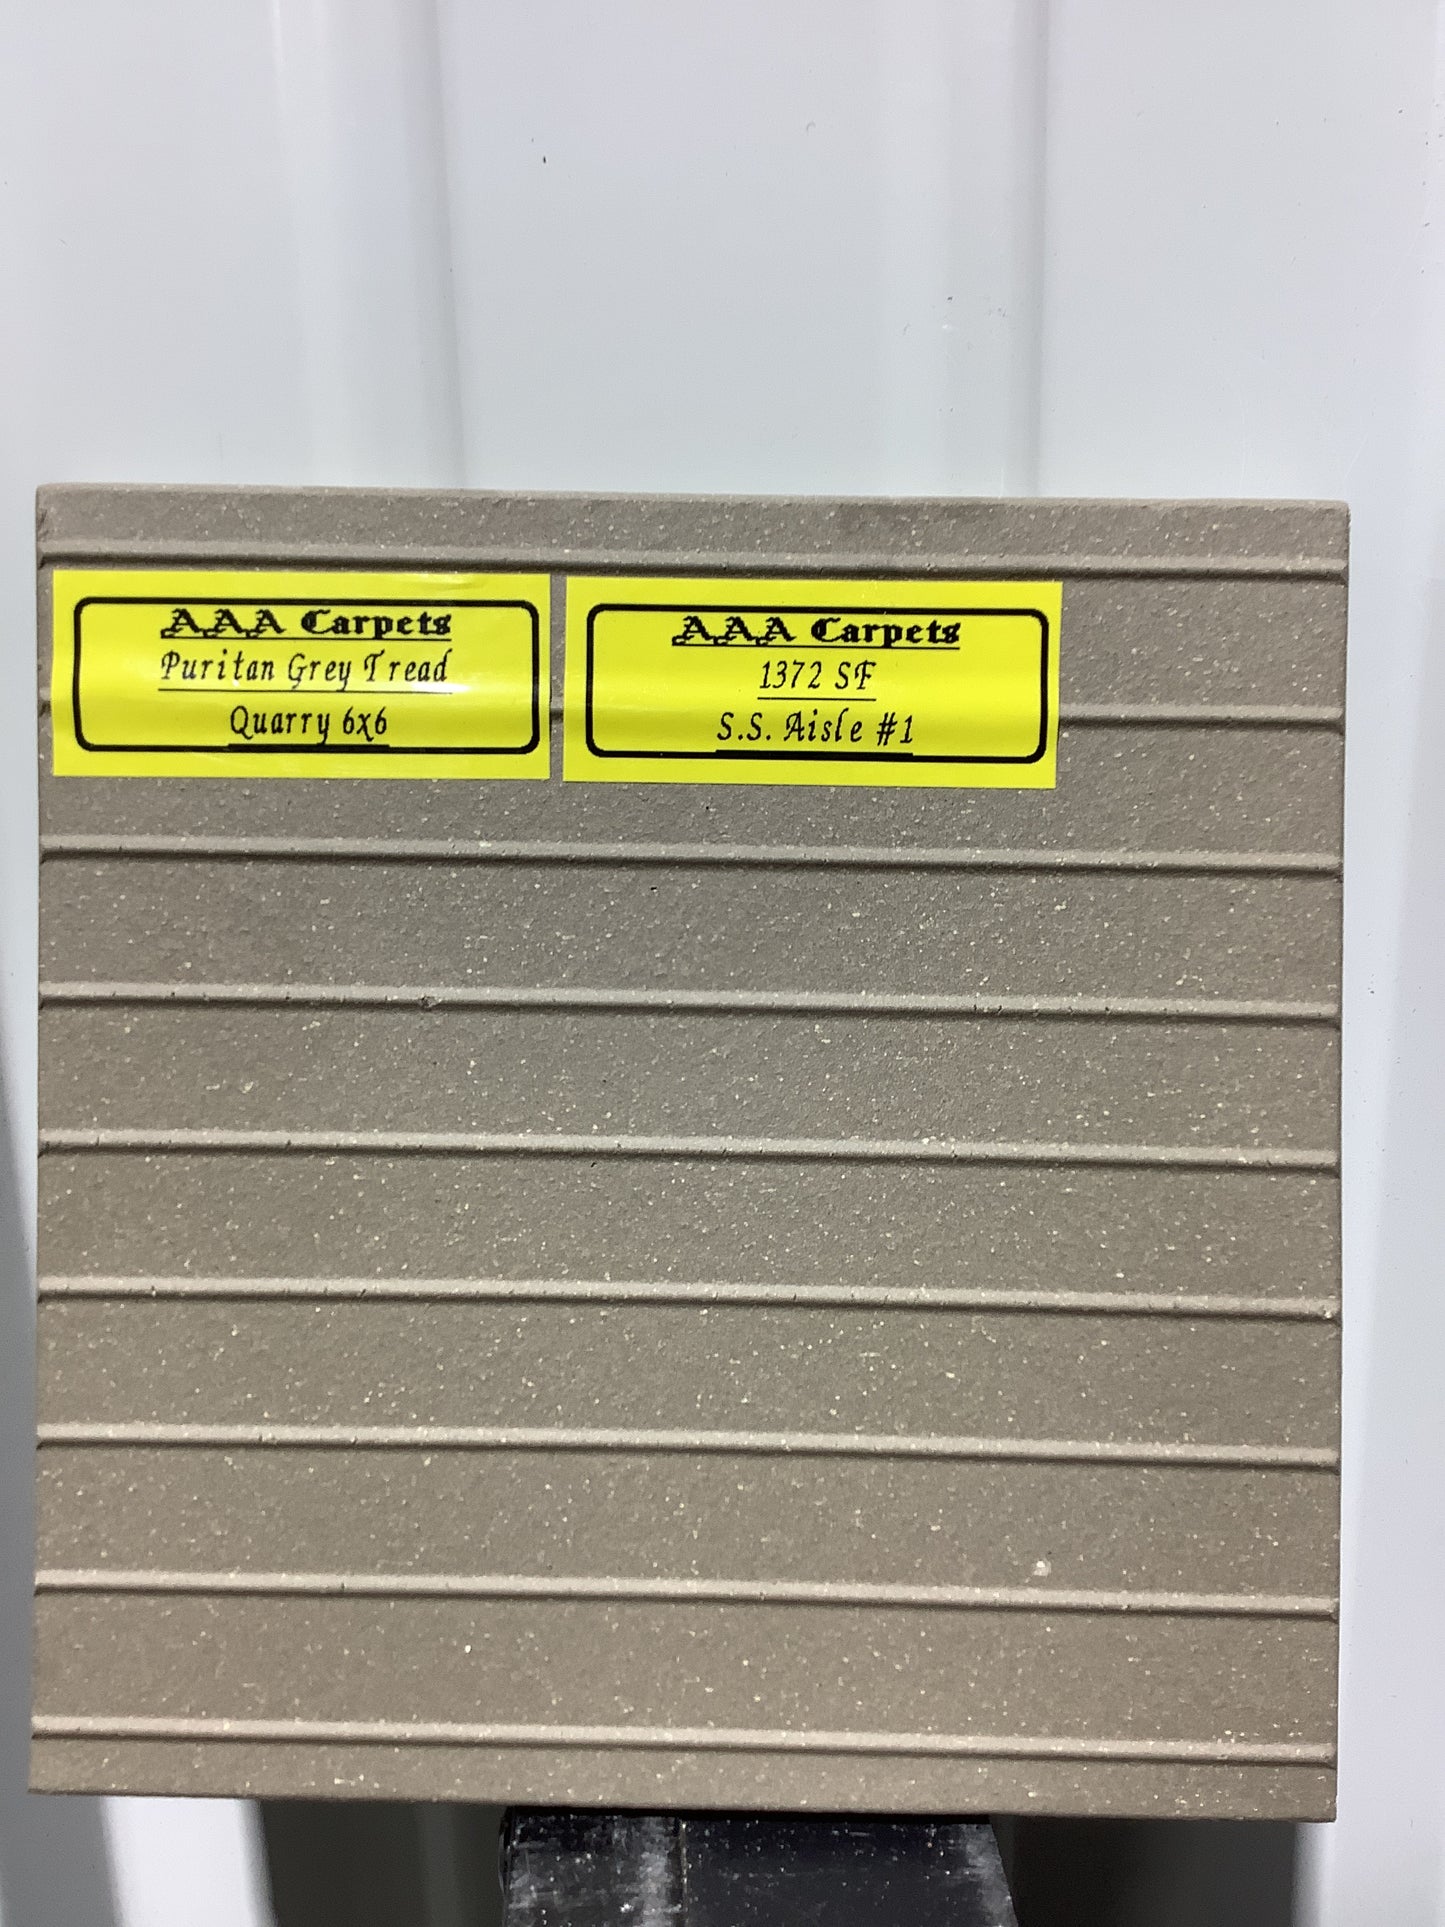 AAA Carpets
Puritan Grey Tread
Quarry 6x6
AAA Carpets
1372 SF
S.S. Aisle #1